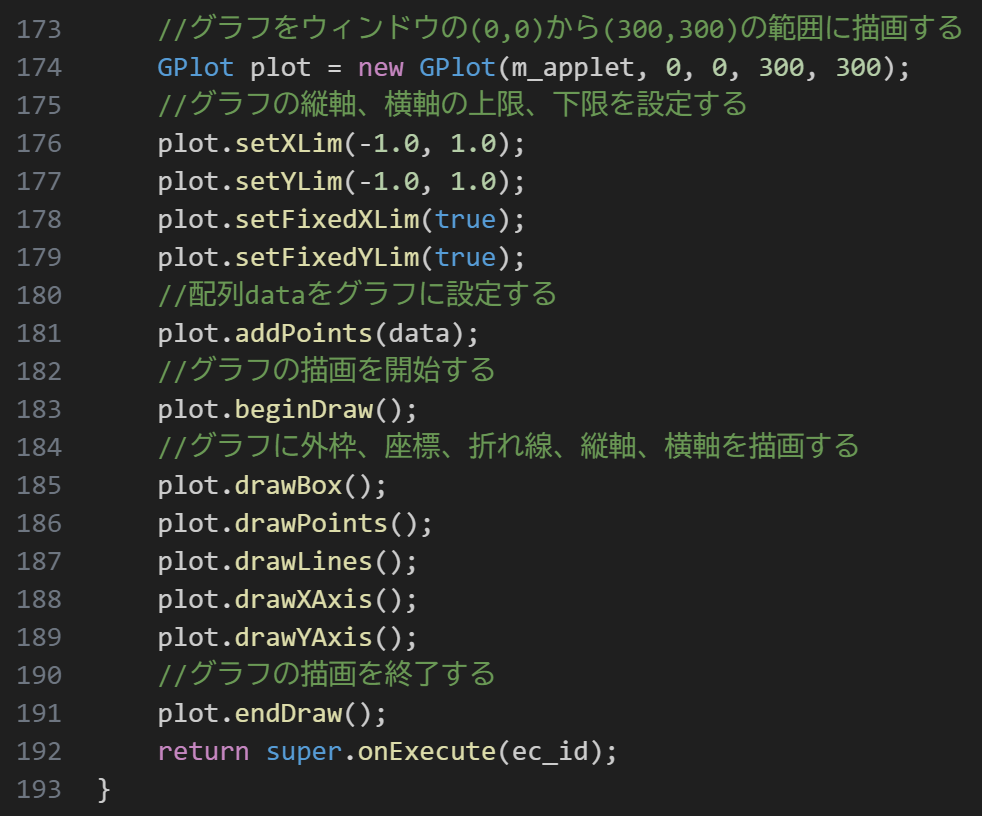 173 //グラフをウィンドウの(0,0)から(300,300)の範囲に描画する
174 GPlot plot = new GPlot(m_applet, 0, 0, 300, 300);
175 //グラフの縦軸、横軸の上限、下限を設定する
176 plot.setXLim(-1.0, 1.0);
177 plot.setYLim(-1.0, 1.0);
178 plot.setFixedXLim(true);
179 plot.setFixedYLim(true);
180 //配列dataをグラフに設定する
181 plot.addPoints(data);
182 //グラフの描画を開始する
183 plot.beginDraw();
184 //グラフに外枠、座標、折れ線、縦軸、横軸を描画する
185 plot.drawBox();
186 plot.drawPoints();
187 plot.drawLines();
188 plot.drawXAxis();
189 plot.drawYAxis();
190 //グラフの描画を終了する
191 plot.endDraw();
192 return super.onExecute(ec_id);
193 }